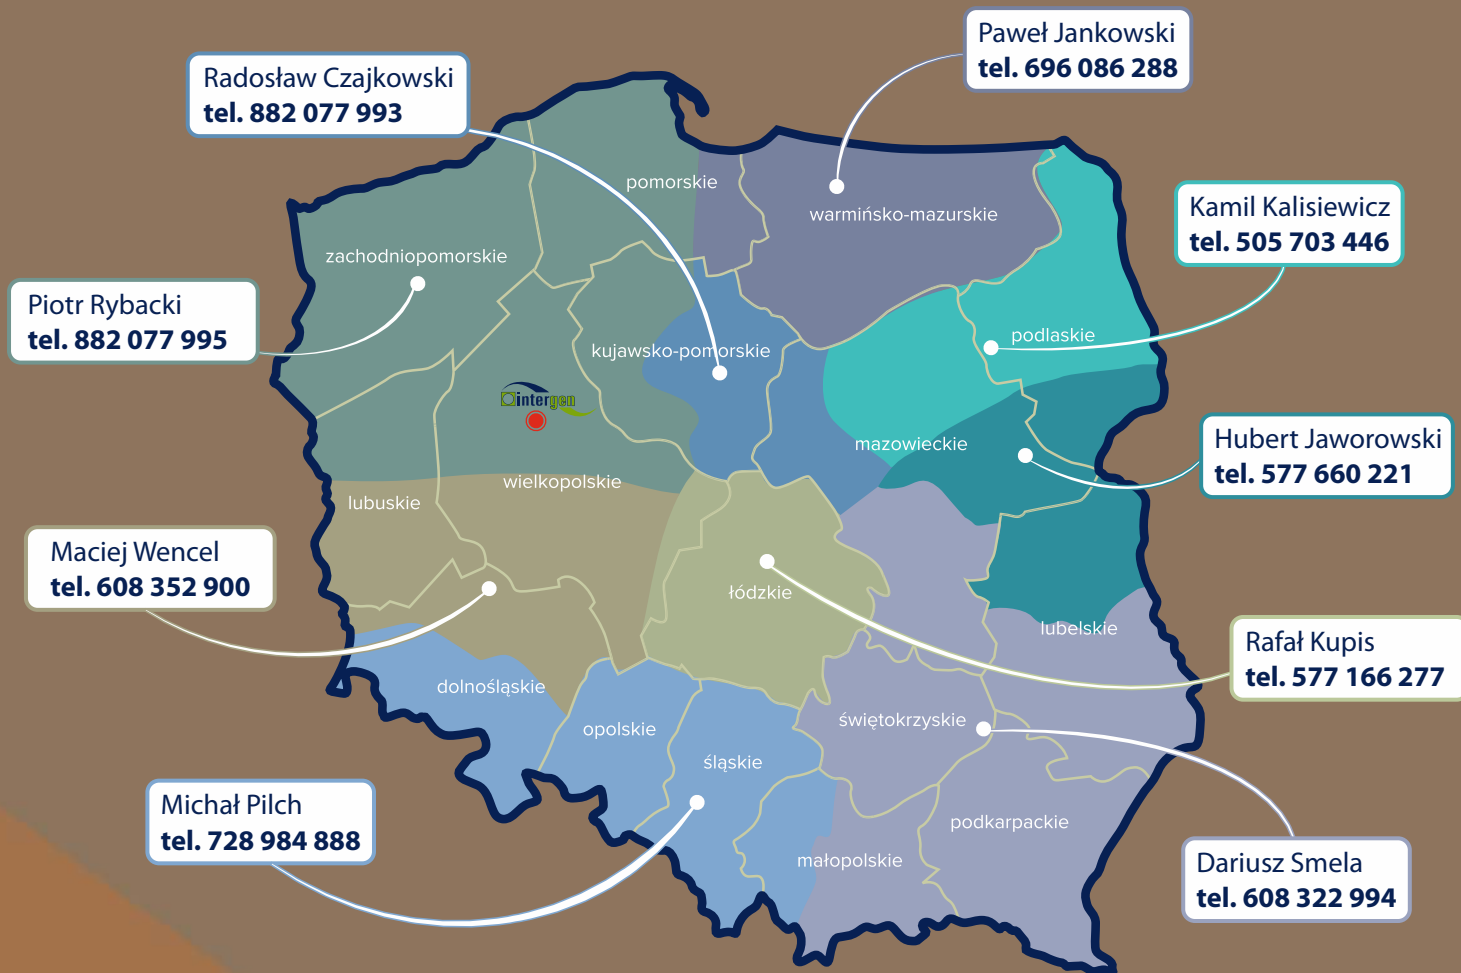 Paweł Jankowski
tel. 696 086 288
Radosław Czajkowski
tel. 882 077 993
pomorskie
warmińsko-mazurskie
Kamil Kalisiewicz
tel. 505 703 446
zachodniopomorskie
Piotr Rybacki
tel. 882 077 995
podlaskie
kujawsko-pomorskie
intergen
mazowieckie
Hubert Jaworowski
tel. 577 660 221
wielkopolskie
lubuskie
Maciej Wencel
tel. 608 352 900
łódzkie
lubelskie
Rafał Kupis
tel. 577 166 277
dolnośląskie
opolskie
świętokrzyskie
śląskie
Michał Pilch
tel. 728 984 888
podkarpackie
małopolskie
Dariusz Smela
tel. 608 322 994